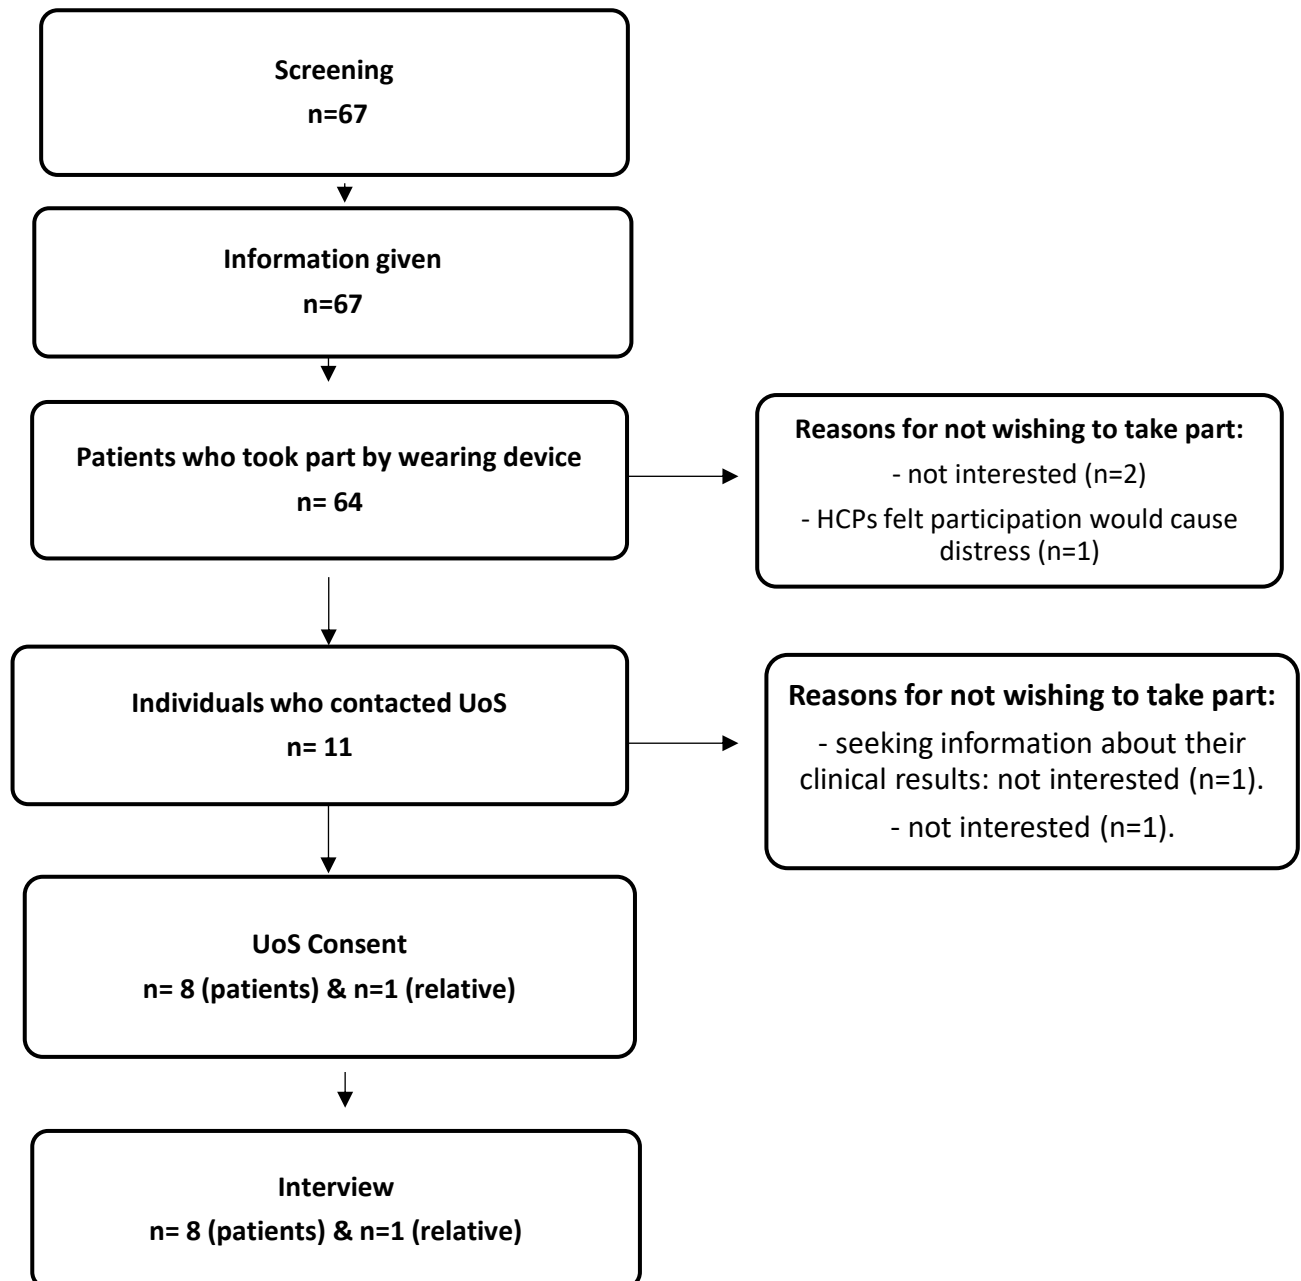 Screening
n=67
Information given
n=67
Patients who took part by wearing device
n= 64
Reasons for not wishing to take part:
- not interested (n=2)
- HCPs felt participation would cause
distress (n=1)
Individuals who contacted UoS
n= 11
Reasons for not wishing to take part:
- seeking information about their
clinical results: not interested (n=1).
- not interested (n=1).
UoS Consent
n= 8 (patients) & n=1 (relative)
Interview
n= 8 (patients) & n=1 (relative)